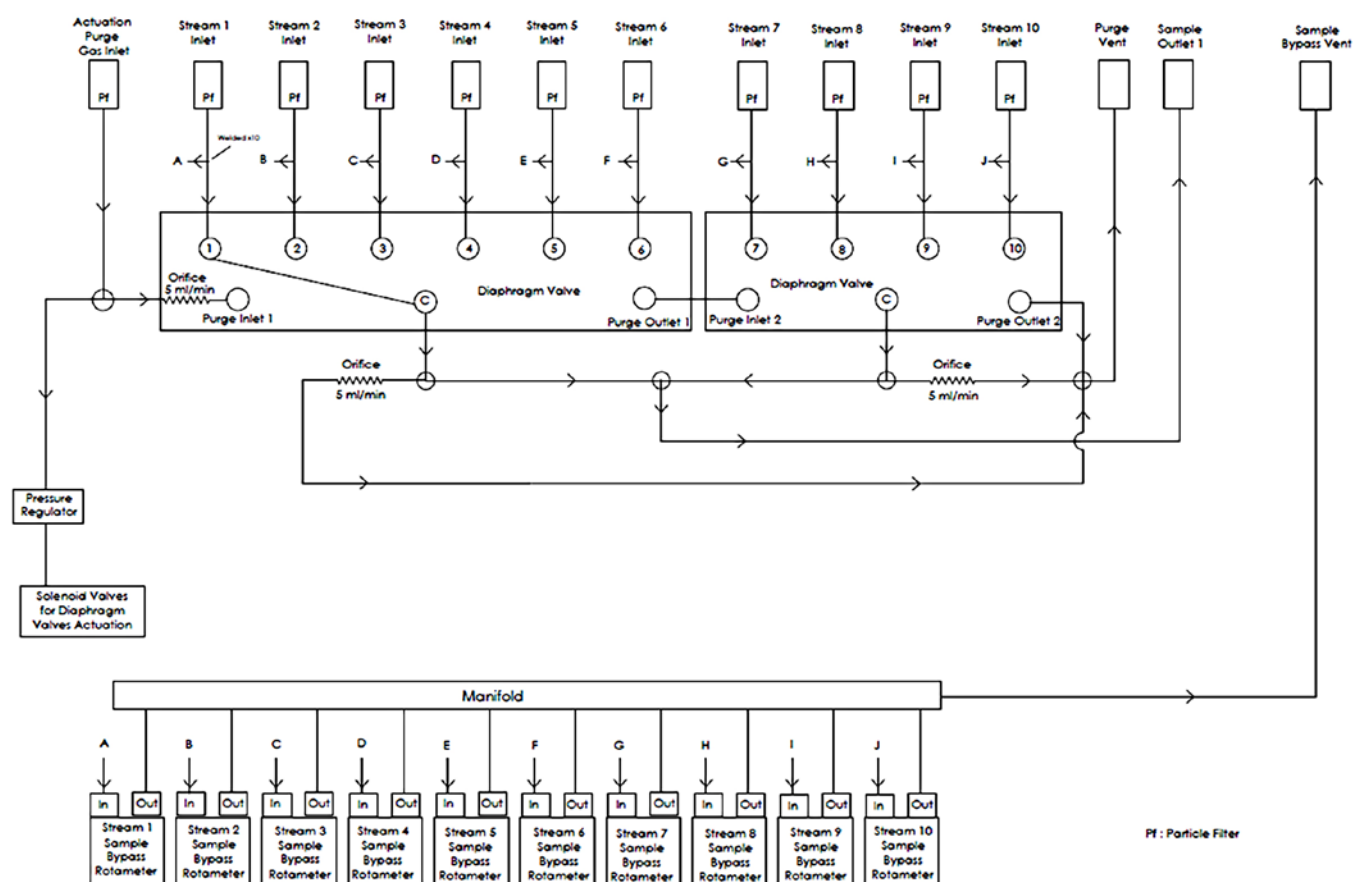 Actuation
Purge
Gas Inlet
Stream 1
Inlet
Stream 2
Inlet
Stream 3
Inlet
Stream 4
Inlet
Stream 5
Inlet
Stream 6
Inlet
Stream 7
Inlet
Stream 8
Inlet
Stream 9
Inlet
Stream 10
Inlet
Purge
Vent
Sample
Outlet 1
Sample
Bypass Vent
Pf
Pf
Pf
Pf
Pf
Pf
Pf
Pf
Pf
Pf
Pf
Welded x10
A
B
C
D
E
F
G
H
I
J
1
2
3
4
5
6
7
8
9
10
Orifice
5 ml/min
Purge Inlet 1
C
Diaphragm Valve
Purge Outlet 1
Purge Inlet 2
Diaphragm Valve
C
Purge Outlet 2
Orifice
5 ml/min
Orifice
5 ml/min
Pressure
Regulator
Solenoid Valves
for Diaphragm
Valves Actuation
Manifold
A
B
C
D
E
F
G
H
I
J
In
Out
In
Out
In
Out
In
Out
In
Out
In
Out
In
Out
In
Out
In
Out
In
Out
Stream 1
Sample
Bypass
Rotameter
Stream 2
Sample
Bypass
Rotameter
Stream 3
Sample
Bypass
Rotameter
Stream 4
Sample
Bypass
Rotameter
Stream 5
Sample
Bypass
Rotameter
Stream 6
Sample
Bypass
Rotameter
Stream 7
Sample
Bypass
Rotameter
Stream 8
Sample
Bypass
Rotameter
Stream 9
Sample
Bypass
Rotameter
Stream 10
Sample
Bypass
Rotameter
Pf : Particle Filter